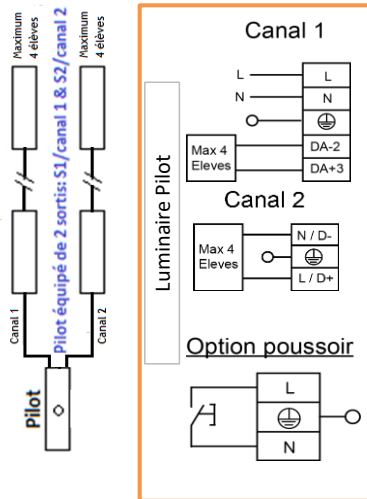 Maximum
4 élèves
Maximum
4 élèves
Pilot équipé de 2 sortis: S1/canal 1 & S2/canal 2
Canal 1
Canal 2
Pilot
Luminaire Pilot
Canal 1
L
L
N
N
Max 4
Eleves
DA-2
DA+3
Canal 2
Max 4
Eleves
N / D-
L / D+
Option poussoir
L
N